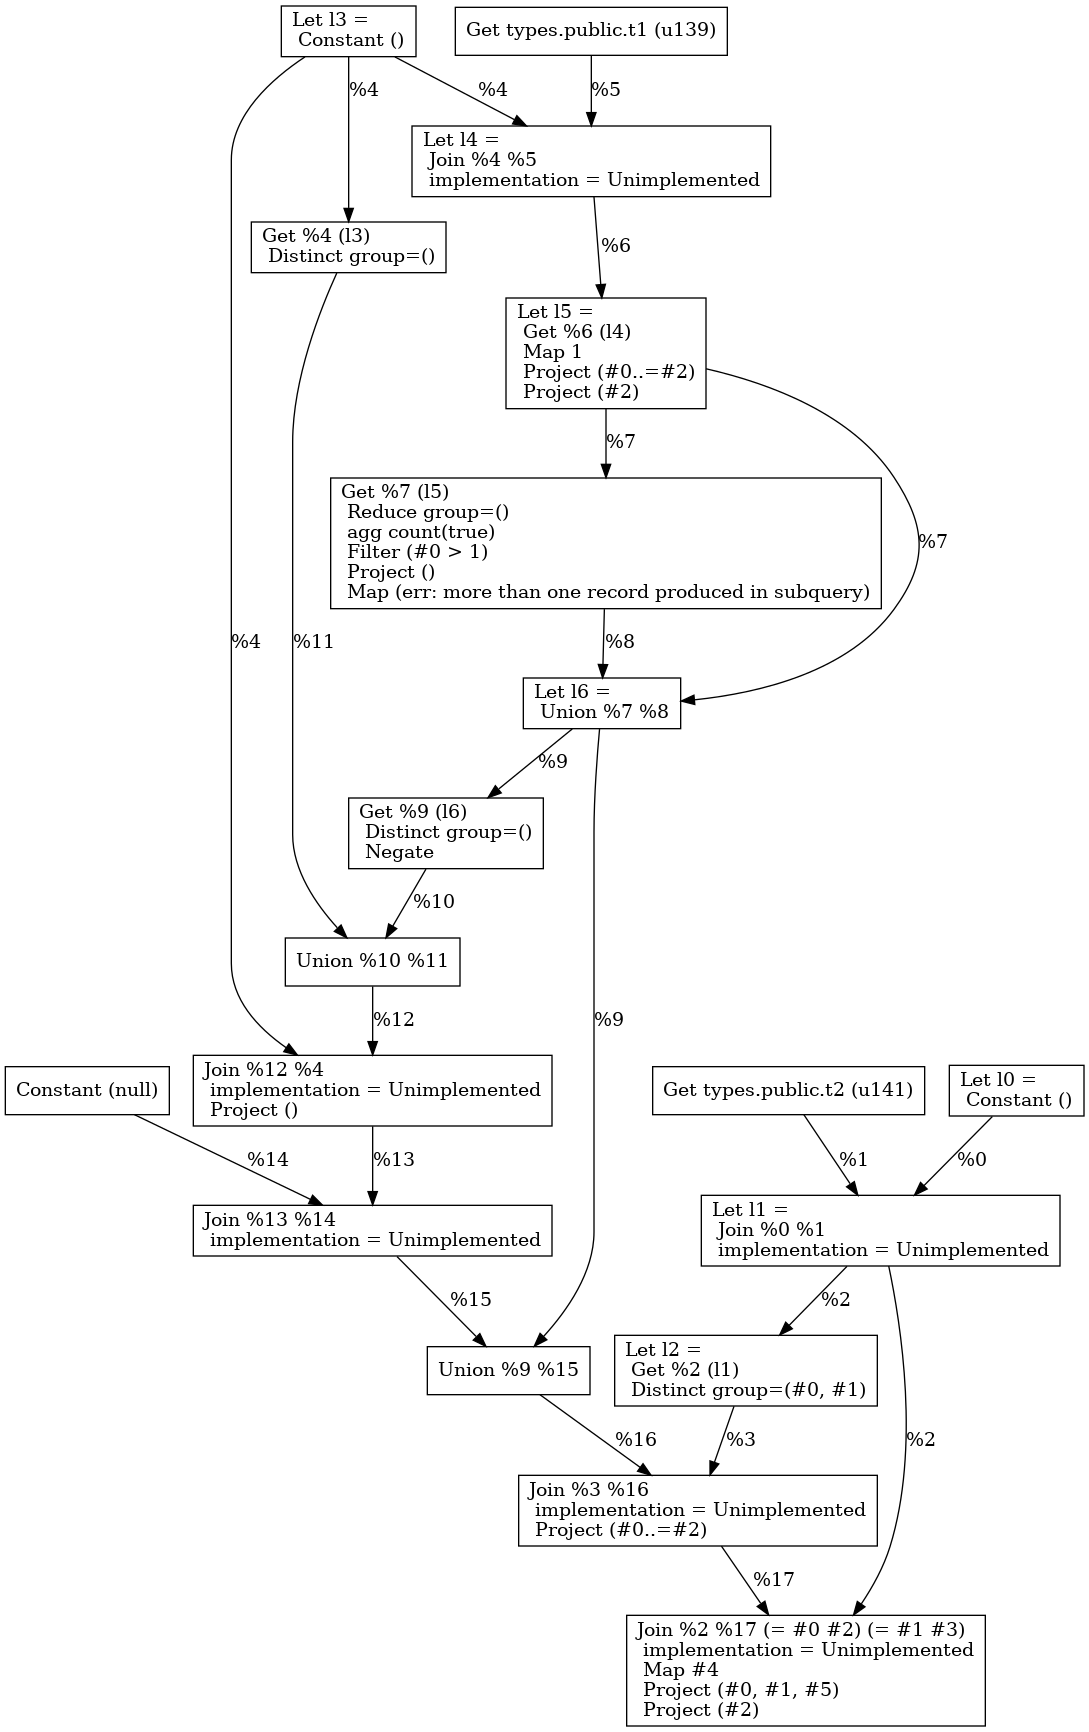 Let l3 =
Constant ()
Get types.public.t1 (u139)
%4
%4
%5
Let l4 =
Join %4 %5
implementation = Unimplemented
Get %4 (l3)
Distinct group=()
%6
Let l5 =
Get %6 (l4)
Map 1
Project (#0..=#2)
Project (#2)
%7
Get %7 (l5)
Reduce group=()
agg count(true)
Filter (#0 > 1)
Project ()
Map (err: more than one record produced in subquery)
%7
%4
%11
%8
Let l6 =
Union %7 %8
%9
Get %9 (l6)
Distinct group=()
Negate
%10
Union %10 %11
%12
%9
Join %12 %4
implementation = Unimplemented
Project ()
Constant (null)
Get types.public.t2 (u141)
Let l0 =
Constant ()
%14
%13
%1
%0
Join %13 %14
implementation = Unimplemented
Let l1 =
Join %0 %1
implementation = Unimplemented
%15
%2
Union %9 %15
Let l2 =
Get %2 (l1)
Distinct group=(#0, #1)
%16
%3
%2
Join %3 %16
implementation = Unimplemented
Project (#0..=#2)
%17
Join %2 %17 (= #0 #2) (= #1 #3)
implementation = Unimplemented
Map #4
Project (#0, #1, #5)
Project (#2)